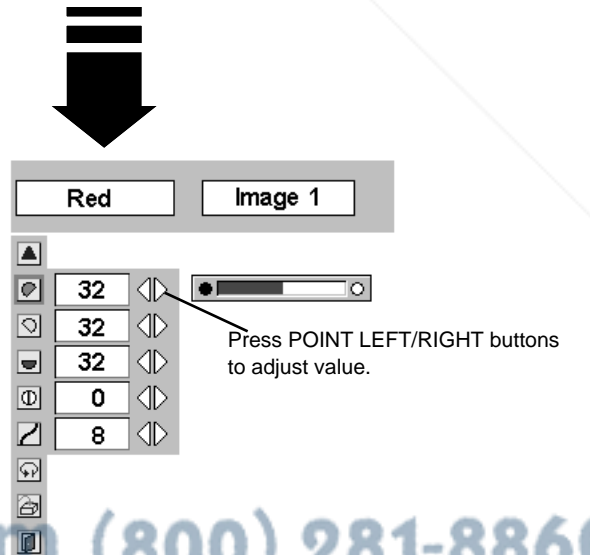 Red Image 1
32
32
Press POINT LEFT/RIGHT buttons
to adjust value.
32
0
8
m (800) 281-886